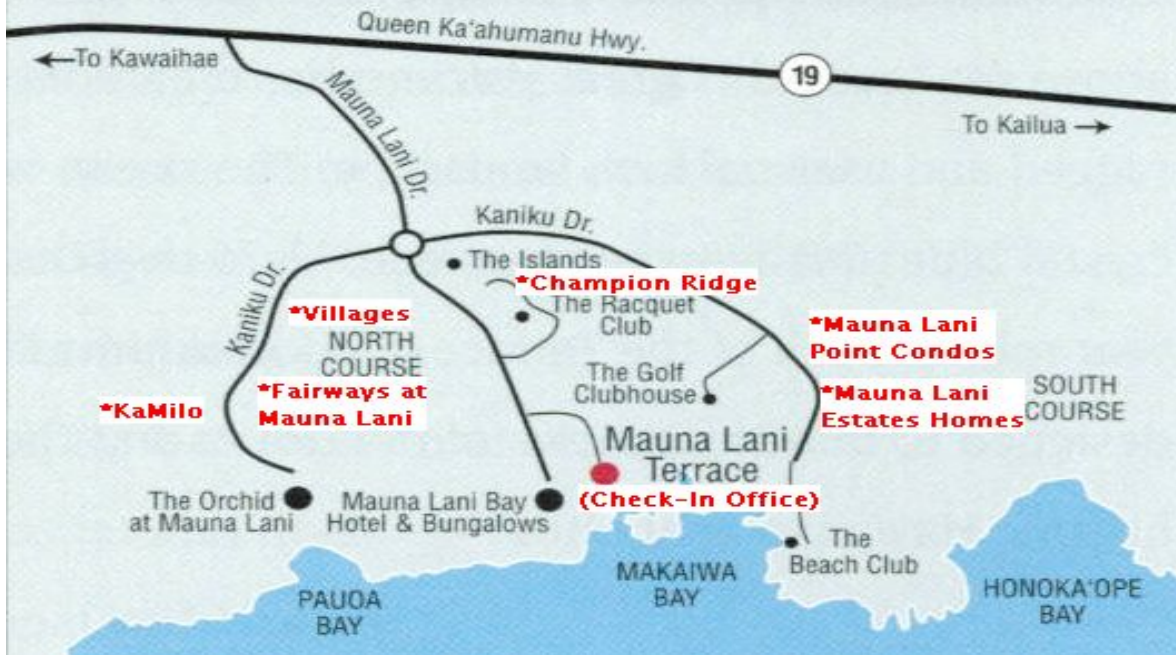 Queen Ka'ahumanu Hwy.
←To Kawaihae
19
To Kailua →
Mauna Lani Dr.
Kaniku Dr.
Kaniku Dr.
The Islands
*Champion Ridge
The Racquet
Club
*Villages
NORTH
COURSE
*Mauna Lani
Point Condos
The Golf
Clubhouse
*Fairways at
Mauna Lani
*KaMilo
*Mauna Lani
Estates Homes
SOUTH
COURSE
Mauna Lani
Terrace
(Check-In Office)
The Orchid
at Mauna Lani
Mauna Lani Bay
Hotel & Bungalows
The
Beach Club
PAUOA
BAY
MAKAIWA
BAY
HONOKA'OPE
BAY